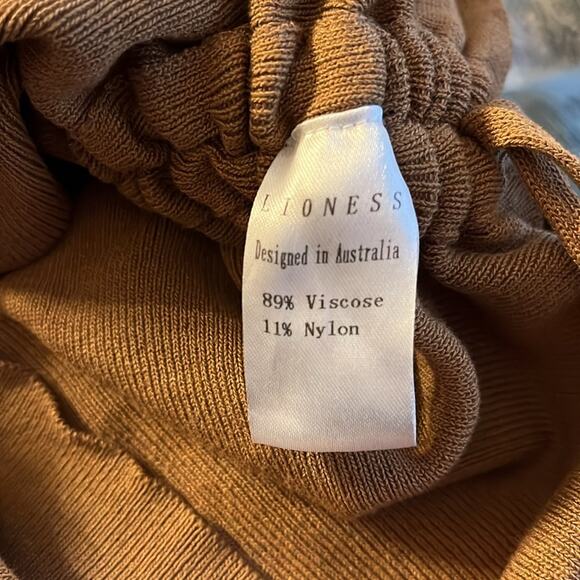 LIONESS
Designed in Australia
89% Viscose
11% Nylon